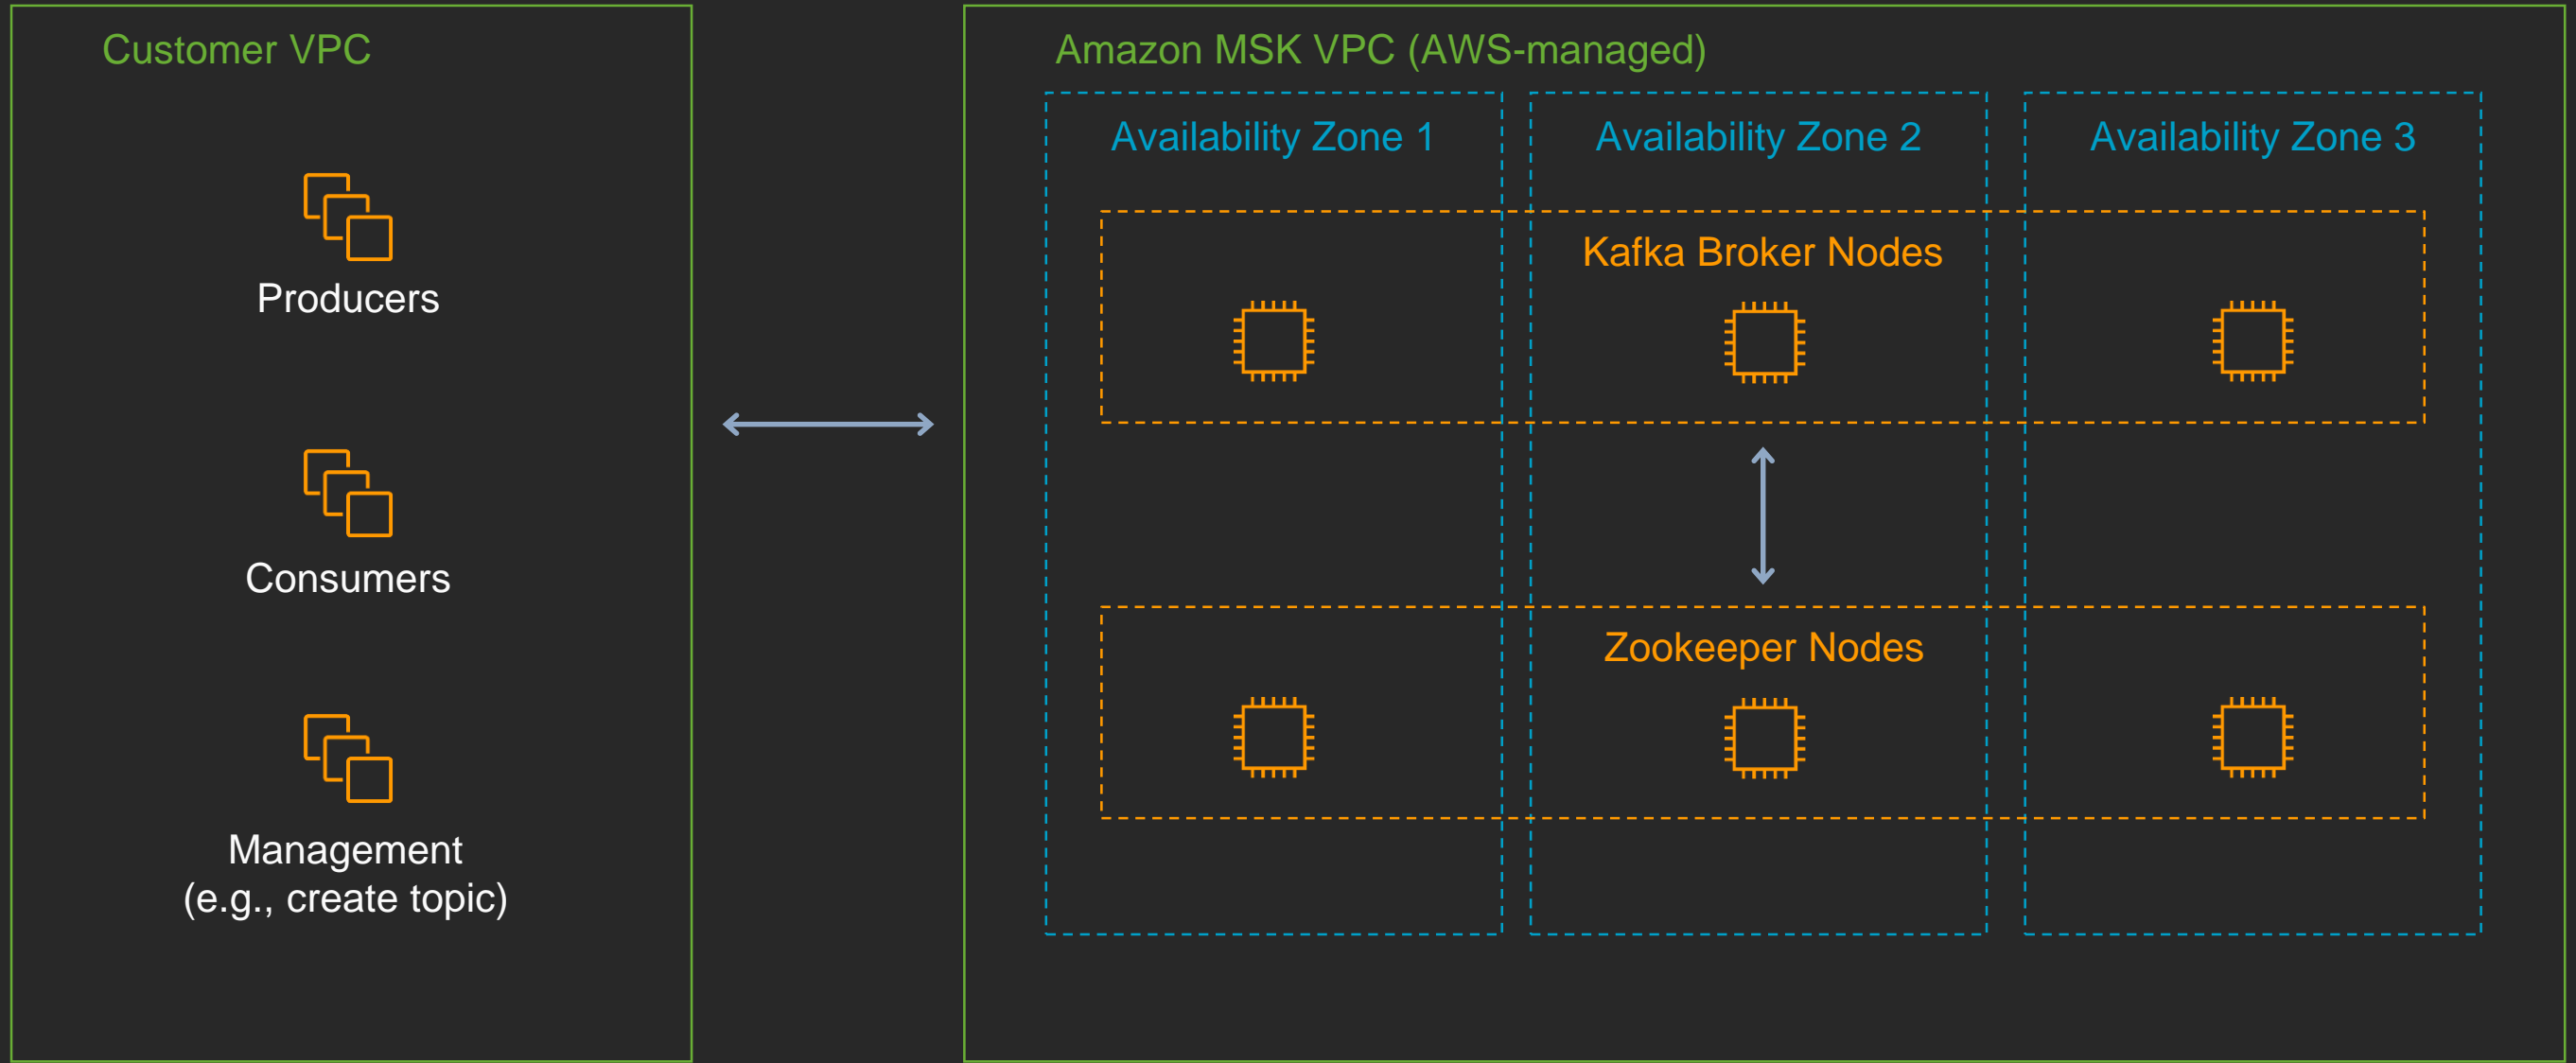 Customer VPC
Producers
Consumers
Management
(e.g., create topic)
Amazon MSK VPC (AWS-managed)
Availability Zone 1
Availability Zone 2
Availability Zone 3
Kafka Broker Nodes
Zookeeper Nodes